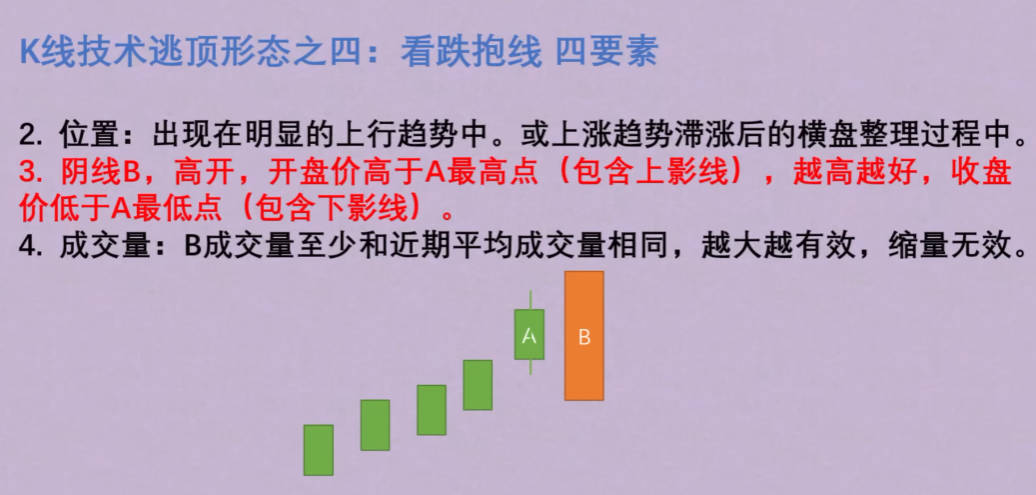 K线技术逃顶形态之四：看跌抱线 四要素
2. 位置：出现在明显的上行趋势中。或上涨趋势滞涨后的横盘整理过程中。
3. 阴线B，高开，开盘价高于A最高点（包含上影线），越高越好，收盘
价低于A最低点（包含下影线）。
4. 成交量：B成交量至少和近期平均成交量相同，越大越有效，缩量无效。
A
B